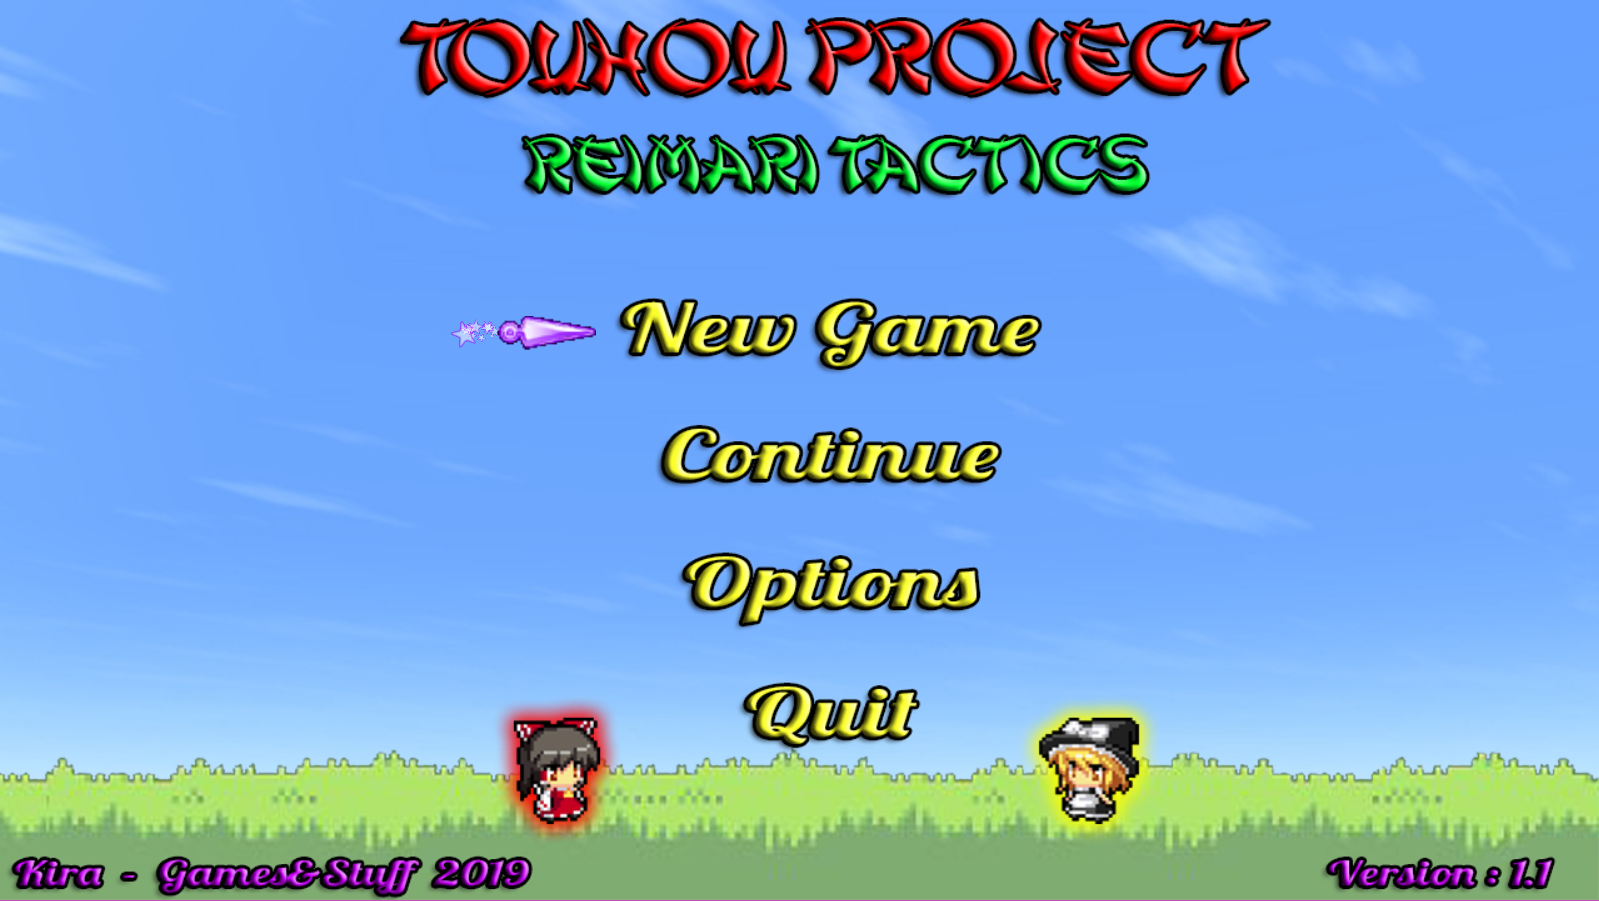 TOUHOU PROJECT
REIMARI TACTICS
New Game
Continue
Options
Quit
Kira - Games&Stuff 2019
Version : 1.1